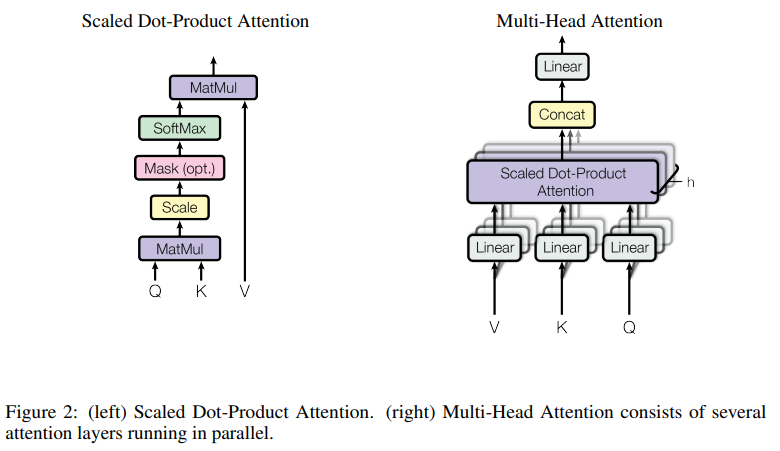 Scaled Dot-Product Attention
MatMul
SoftMax
Mask (opt.)
Scale
MatMul
Q K V
Multi-Head Attention
Linear
Concat
Scaled Dot-Product
Attention
h
Linear Linear Linear
V K Q
Figure 2: (left) Scaled Dot-Product Attention. (right) Multi-Head Attention consists of several
attention layers running in parallel.